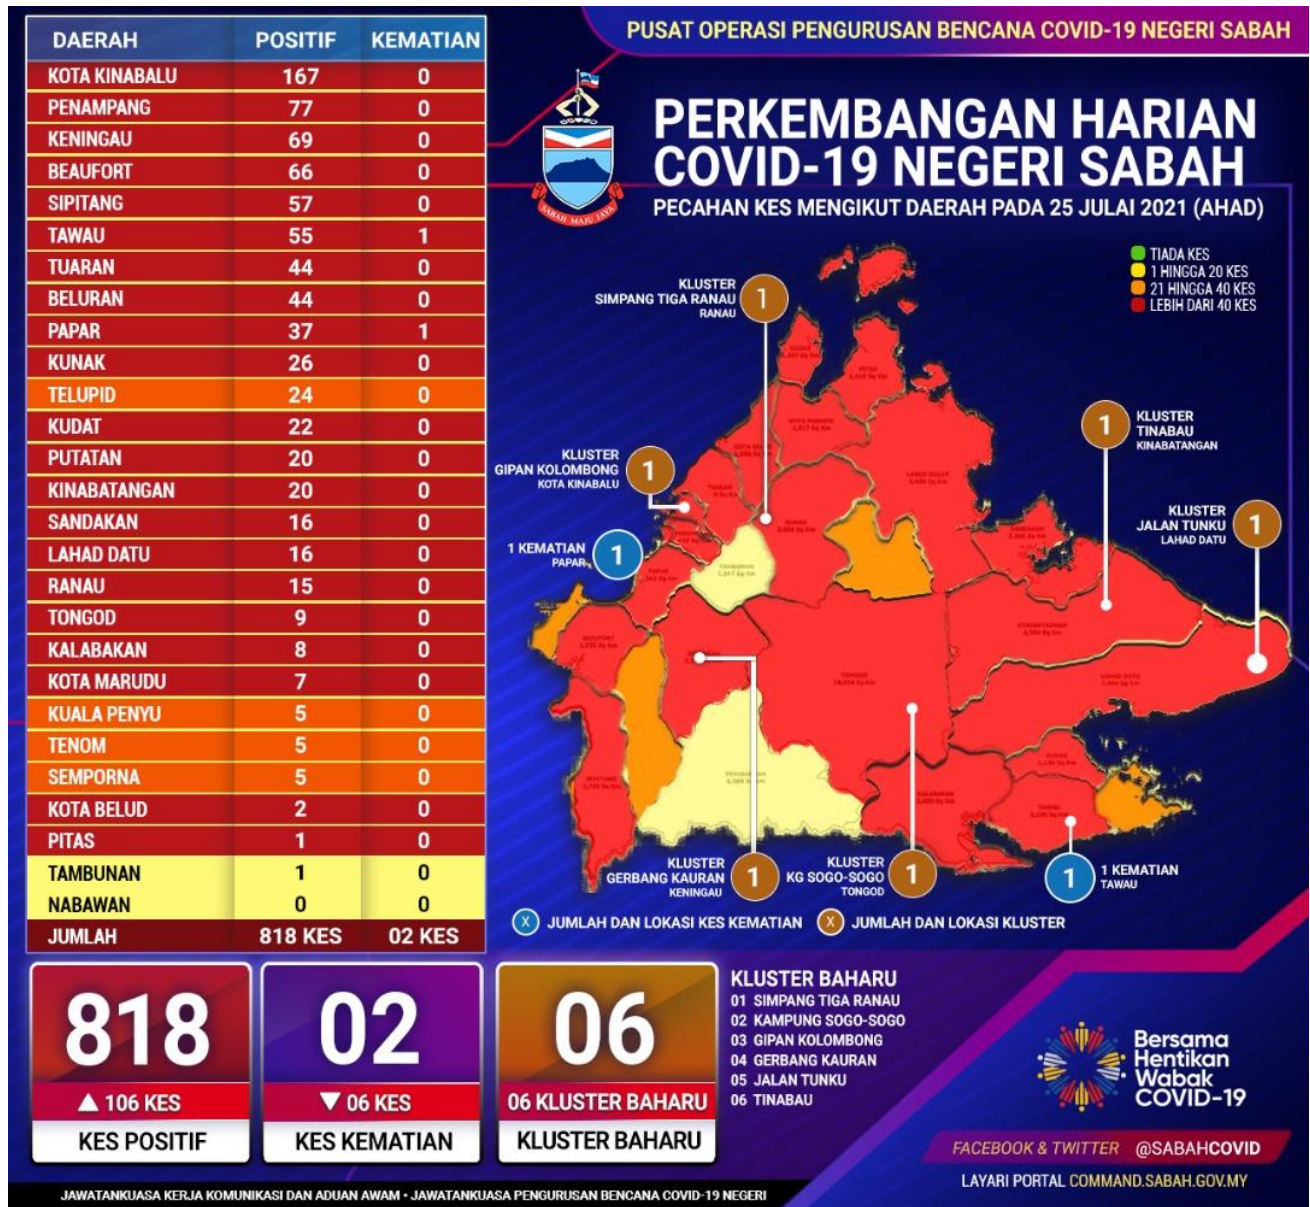 DAERAH POSITIF KEMATIAN
KOTA KINABALU 167 0
PENAMPANG 77 0
KENINGAU 69 0
BEAUFORT 66 0
SIPITANG 57 0
TAWAU 55 1
TUARAN 44 0
BELURAN 44 0
PAPAR 37 1
KUNAK 26 0
TELUPID 24 0
KUDAT 22 0
PUTATAN 20 0
KINABATANGAN 20 0
SANDAKAN 16 0
LAHAD DATU 16 0
RANAU 15 0
TONGOD 9 0
KALABAKAN 8 0
KOTA MARUDU 7 0
KUALA PENYU 5 0
TENOM 5 0
SEMPORNA 5 0
KOTA BELUD 2 0
PITAS 1 0
TAMBUNAN 1 0
NABAWAN 0 0
JUMLAH 818 KES 02 KES
PUSAT OPERASI PENGURUSAN BENCANA COVID-19 NEGERI SABAH
SABAH MAJU JAYA
PERKEMBANGAN HARIAN
COVID-19 NEGERI SABAH
PECAHAN KES MENGIKUT DAERAH PADA 25 JULAI 2021 (AHAD)
TIADA KES
1 HINGGA 20 KES
21 HINGGA 40 KES
LEBIH DARI 40 KES
KLUSTER
SIMPANG TIGA RANAU
RANAU
1
KLUSTER
TINABAU
KINABATANGAN
1
KLUSTER
GIPAN KOLOMBONG
KOTA KINABALU
1
KLUSTER
JALAN TUNKU
LAHAD DATU
1
1 KEMATIAN
PAPAR
1
KLUSTER
GERBANG KAURAN
KENINGAU
1
KLUSTER
KG SOGO-SOGO
TONGOD
1
1
1 KEMATIAN
TAWAU
X JUMLAH DAN LOKASI KES KEMATIAN
X JUMLAH DAN LOKASI KLUSTER
818
▲ 106 KES
KES POSITIF
02
▼ 06 KES
KES KEMATIAN
06
06 KLUSTER BAHARU
KLUSTER BAHARU
KLUSTER BAHARU
01 SIMPANG TIGA RANAU
02 KAMPUNG SOGO-SOGO
03 GIPAN KOLOMBONG
04 GERBANG KAURAN
05 JALAN TUNKU
06 TINABAU
Bersama
Hentikan
Wabak
COVID-19
FACEBOOK & TWITTER @SABAHCOVID
LAYARI PORTAL COMMAND.SABAH.GOV.MY
JAWATANKUASA KERJA KOMUNIKASI DAN ADUAN AWAM • JAWATANKUASA PENGURUSAN BENCANA COVID-19 NEGERI